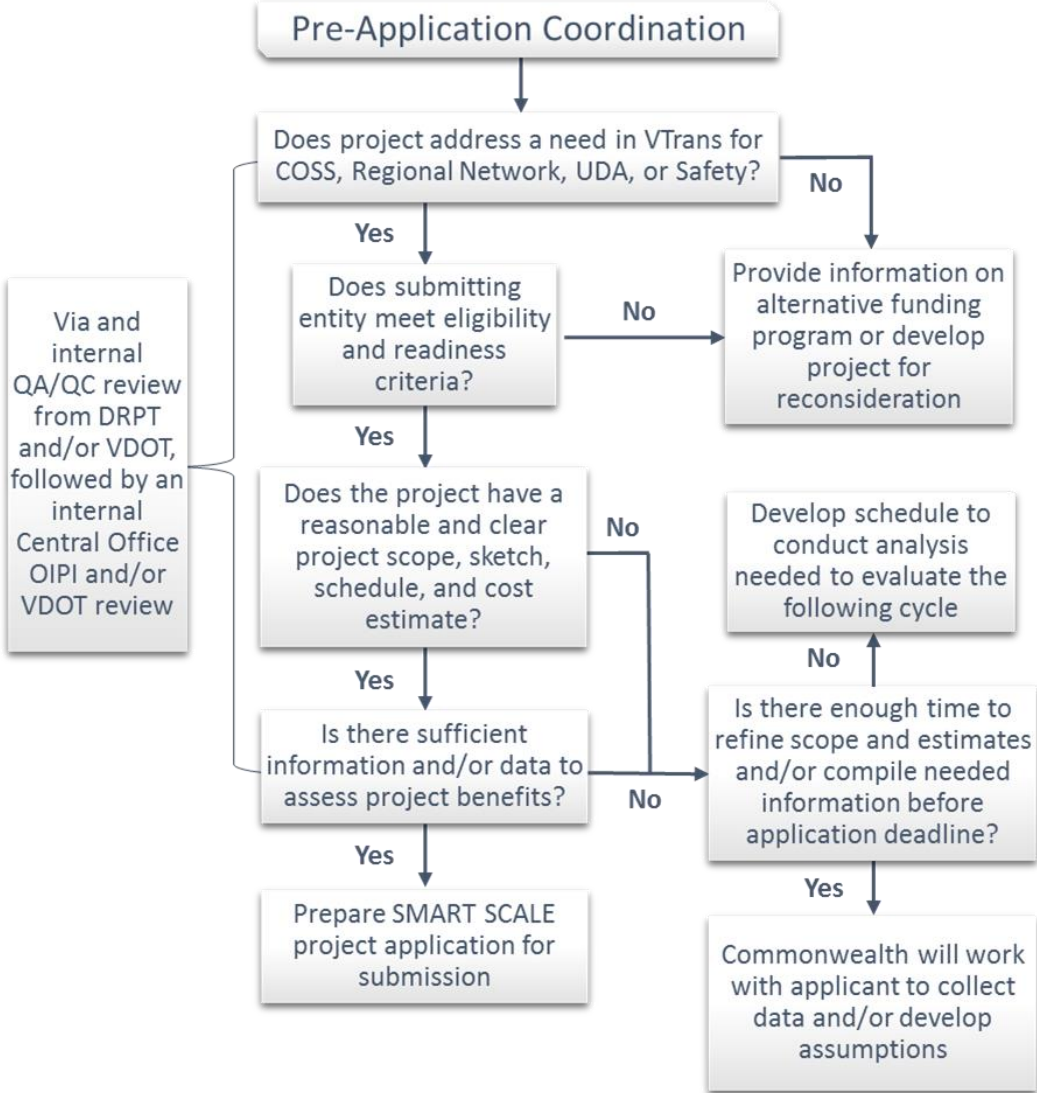 Pre-Application Coordination
Does project address a need in VTrans for
COSS, Regional Network, UDA, or Safety?
No
Yes
Does submitting
entity meet eligibility
and readiness
criteria?
No
Provide information on
alternative funding
program or develop
project for
reconsideration
Via and
internal
QA/QC review
from DRPT
and/or VDOT,
followed by an
internal
Central Office
OIPI and/or
VDOT review
Yes
Does the project have a
reasonable and clear
project scope, sketch,
schedule, and cost
estimate?
No
Develop schedule to
conduct analysis
needed to evaluate the
following cycle
No
Yes
Is there sufficient
information and/or data to
assess project benefits?
No
Is there enough time to
refine scope and estimates
and/or compile needed
information before
application deadline?
Yes
Prepare SMART SCALE
project application for
submission
Yes
Commonwealth will work
with applicant to collect
data and/or develop
assumptions